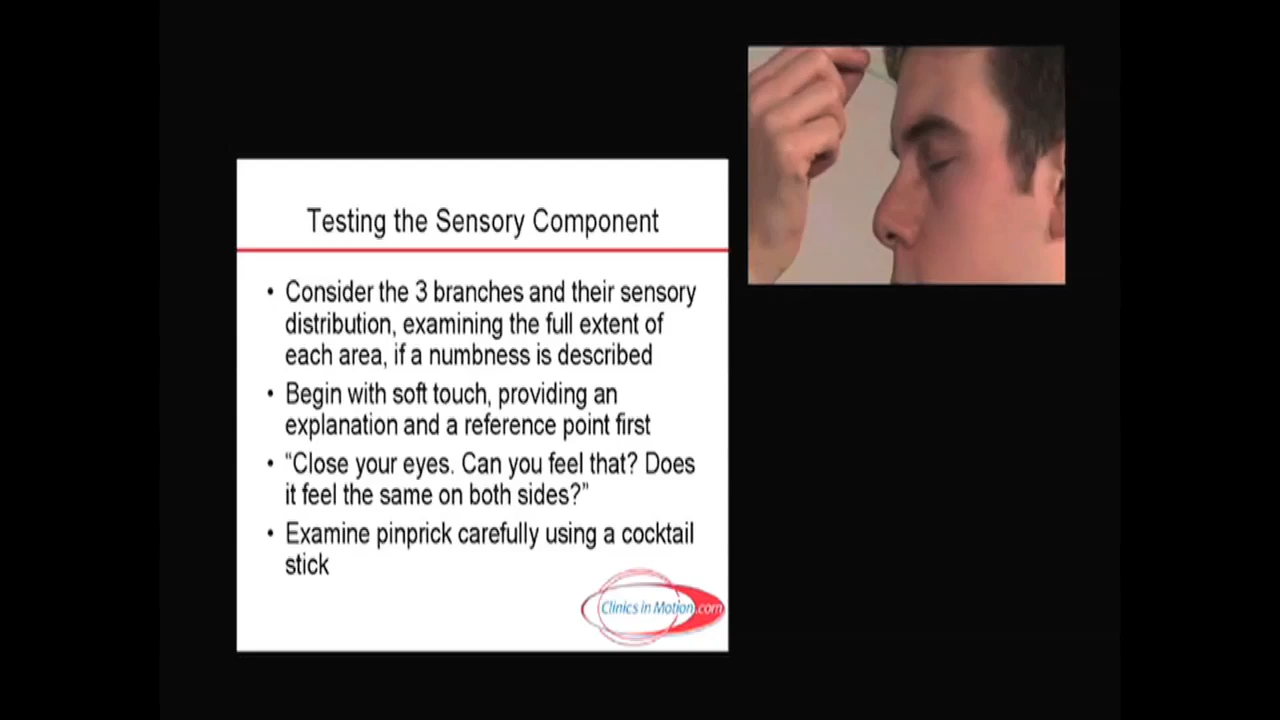 Testing the Sensory Component
• Consider the 3 branches and their sensory
distribution, examining the full extent of
each area, if a numbness is described
• Begin with soft touch, providing an
explanation and a reference point first
• “Close your eyes. Can you feel that? Does
it feel the same on both sides?”
• Examine pinprick carefully using a cocktail
stick
Clinics in Motion.com